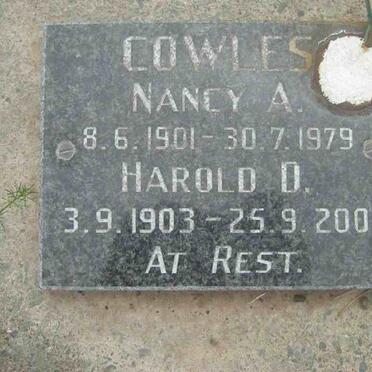 COWLES
NANCY A.
8.6.1901 – 30.7.1979
HAROLD D.
3.9.1903 – 25.9.200
AT REST.